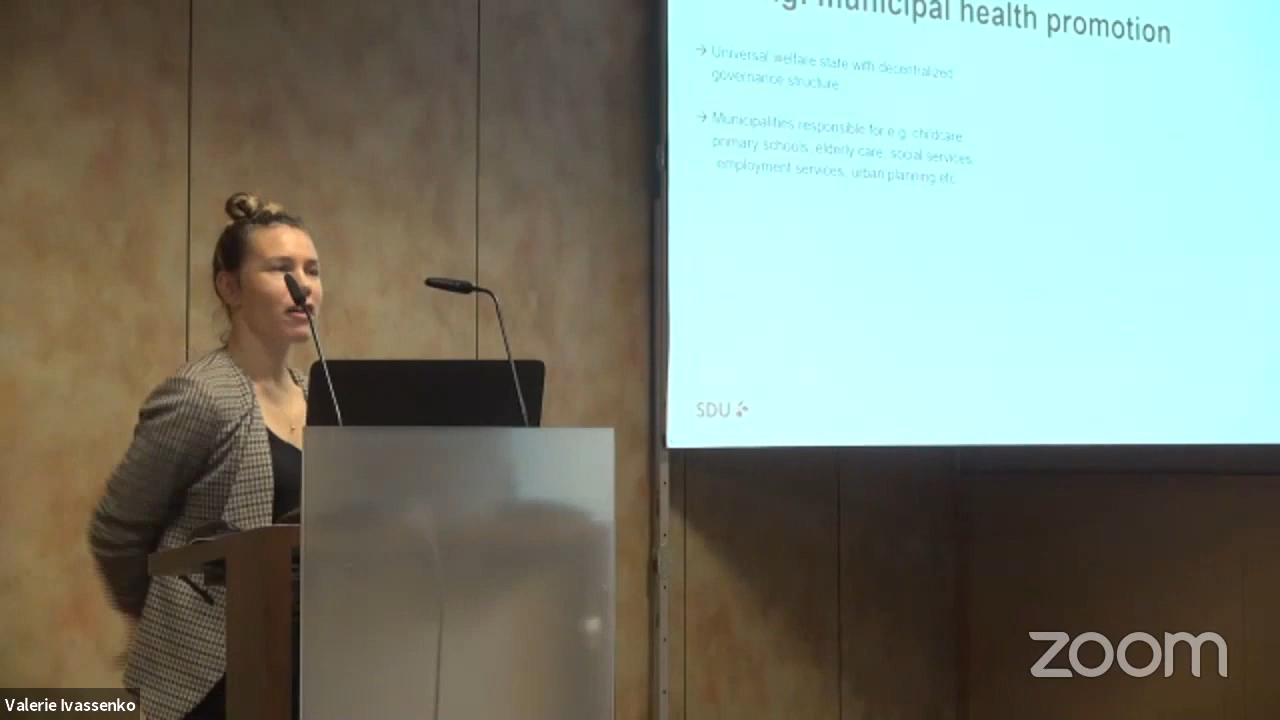 municipal health promotion
→ Universal welfare state with decentralized
governance structure
→ Municipalities responsible for e.g. childcare
primary schools, elderly care, social services,
employment services, urban planning etc.
SDU
zoom
Valerie Ivassenko